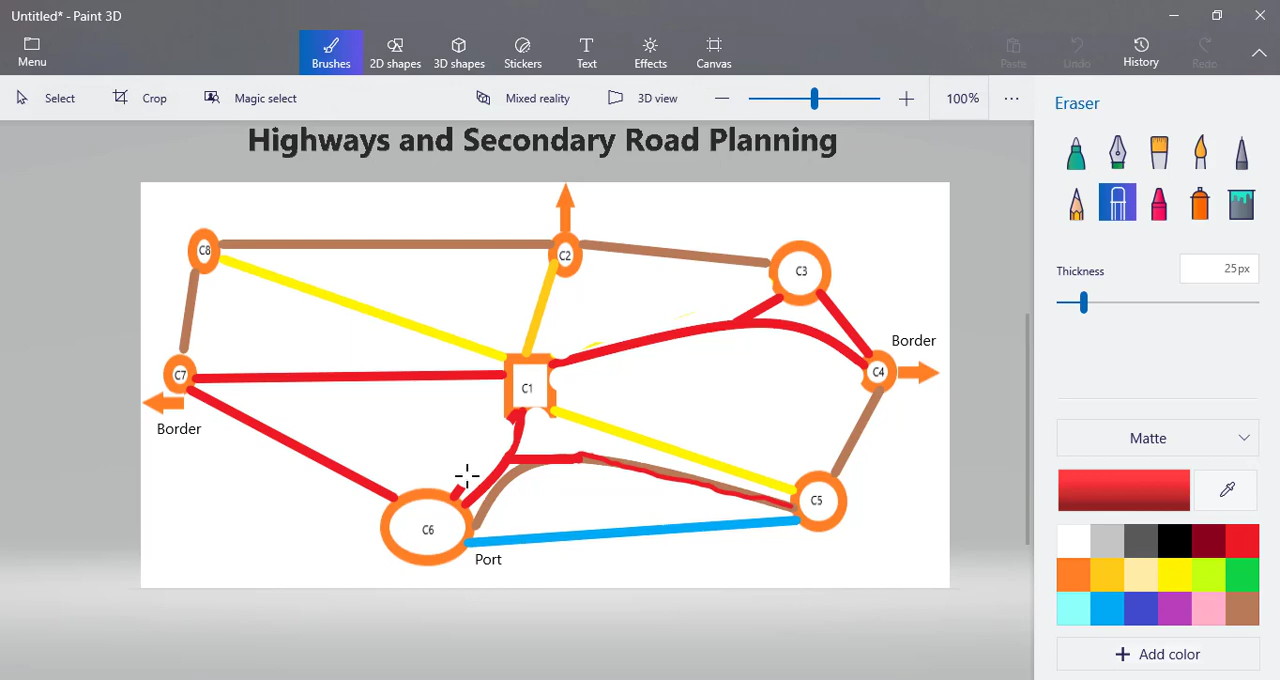 Untitled* - Paint 3D
Menu
Brushes
2D shapes
3D shapes
Stickers
Text
Effects
Canvas
Paste
Undo
History
Redo
Select
Crop
Magic select
Mixed reality
3D view
100%
Eraser
Thickness
25px
Matte
Add color
Highways and Secondary Road Planning
C8
C2
C3
Border
C7
C1
C4
Border
C6
C5
Port